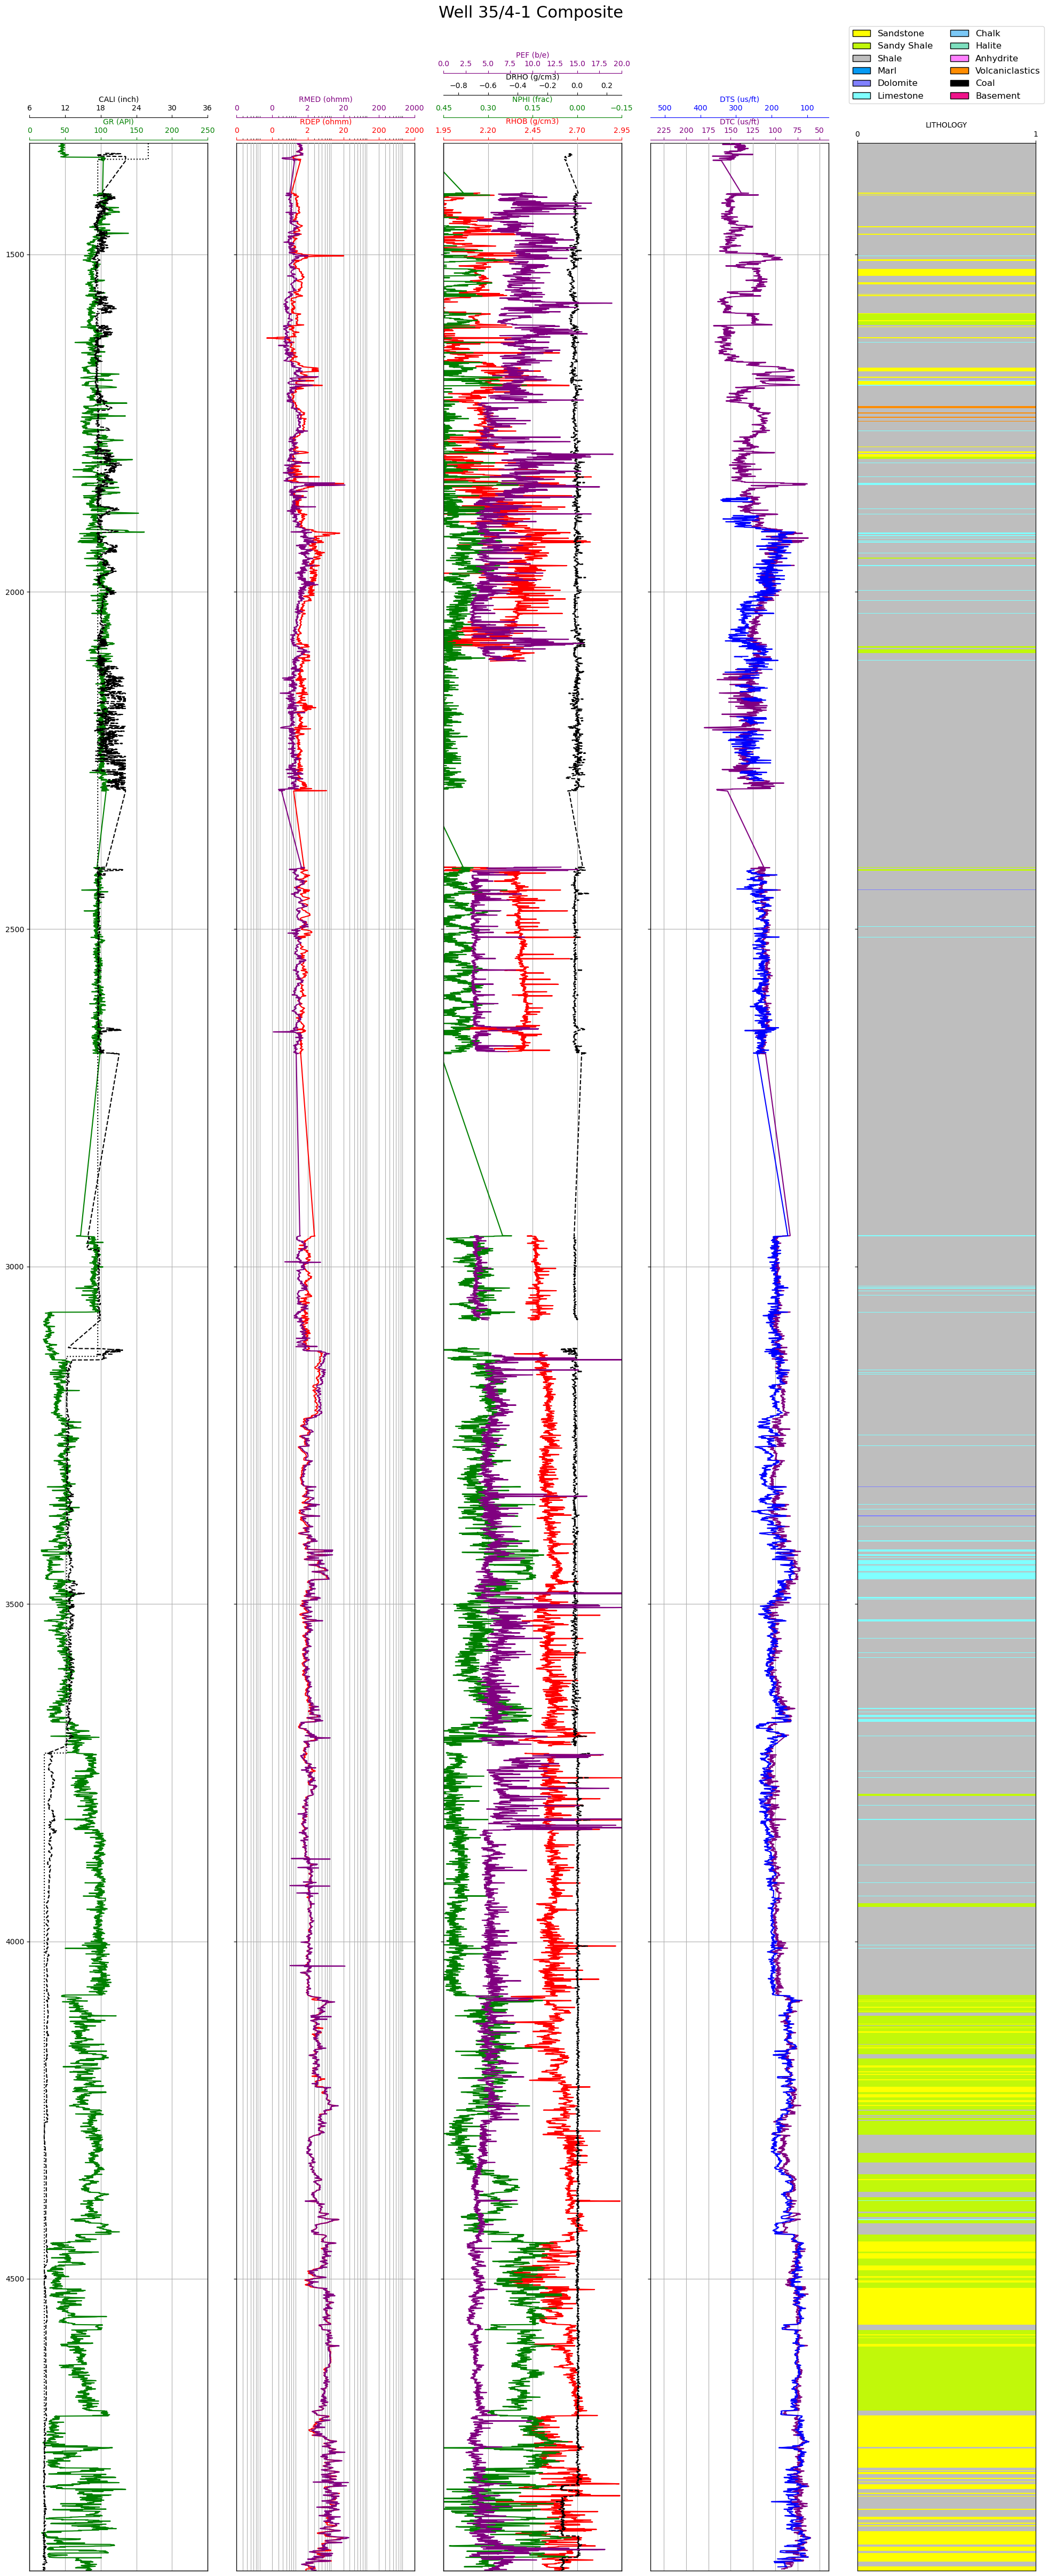 Well 35/4-1 Composite
Sandstone
Sandy Shale
Shale
Marl
Dolomite
Limestone
Chalk
Halite
Anhydrite
Volcaniclastics
Coal
Basement
PEF (b/e)
0.0 2.5 5.0 7.5 10.0 12.5 15.0 17.5 20.0
DRHO (g/cm3)
−0.8 −0.6 −0.4 −0.2 0.0 0.2
CALI (inch)
6 12 18 24 30 36
RMED (ohmm)
0 0 2 20 200 2000
NPHI (frac)
0.45 0.30 0.15 0.00 −0.15
DTS (us/ft)
500 400 300 200 100
GR (API)
0 50 100 150 200 250
RDEP (ohmm)
0 0 2 20 200 2000
RHOB (g/cm3)
1.95 2.20 2.45 2.70 2.95
DTC (us/ft)
225 200 175 150 125 100 75 50
LITHOLOGY
0 1
1500
2000
2500
3000
3500
4000
4500